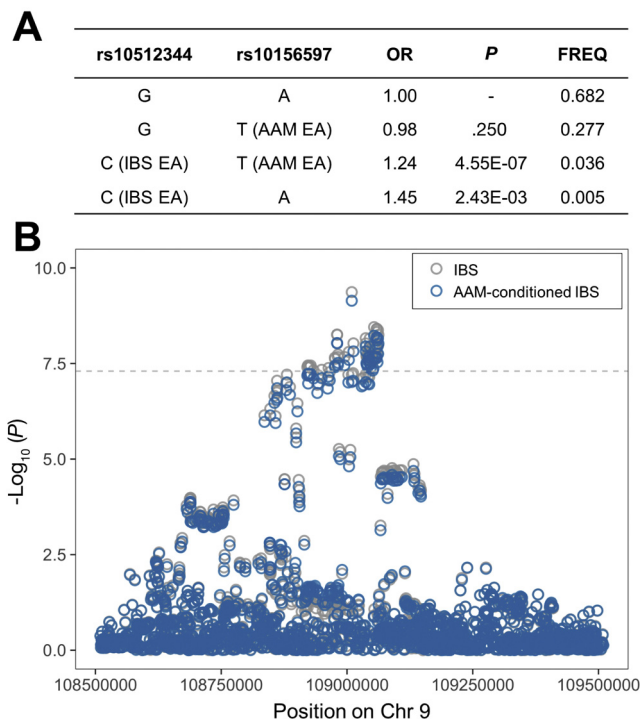 A
rs10512344 rs10156597 OR P FREQ
G A 1.00 - 0.682
G T (AAM EA) 0.98 .250 0.277
C (IBS EA) T (AAM EA) 1.24 4.55E-07 0.036
C (IBS EA) A 1.45 2.43E-03 0.005
B
IBS
AAM-conditioned IBS
10.0
7.5
5.0
2.5
0.0
-Log10 (P)
108500000 108750000 109000000 109250000 109500000
Position on Chr 9